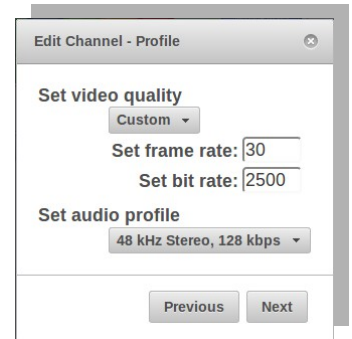 Edit Channel - Profile
Set video quality
Custom
Set frame rate: 30
Set bit rate: 2500
Set audio profile
48 kHz Stereo, 128 kbps
Previous Next